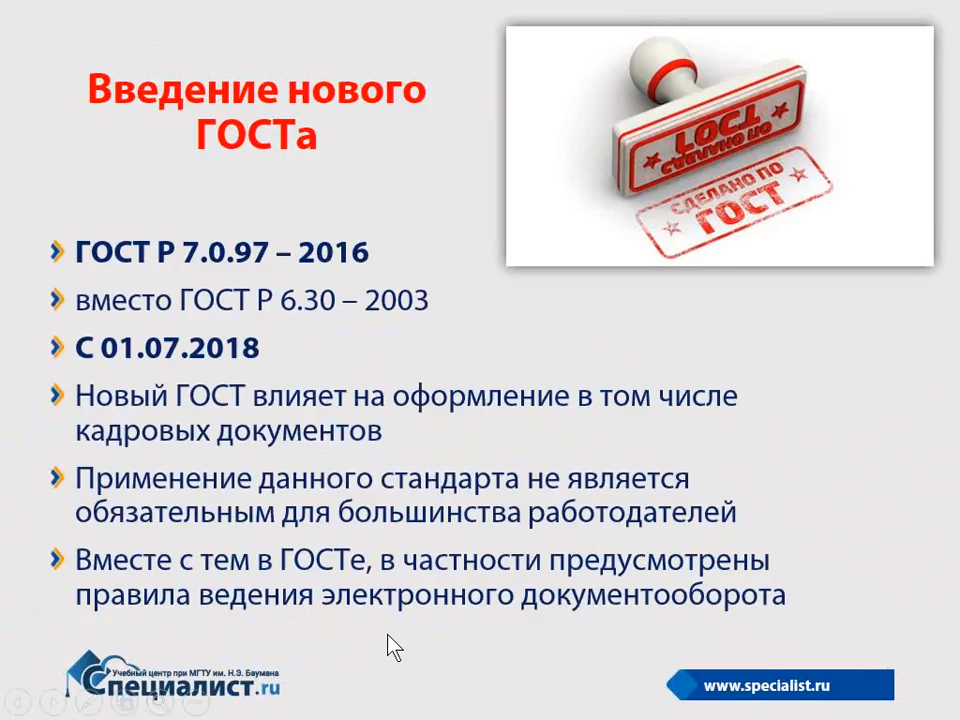 Введение нового
ГОСТа
ГОСТ
СДЕЛАНО ПО
СДЕЛАНО ПО
ГОСТ
ГОСТ Р 7.0.97 – 2016
вместо ГОСТ Р 6.30 – 2003
С 01.07.2018
Новый ГОСТ влияет на оформление в том числе
кадровых документов
Применение данного стандарта не является
обязательным для большинства работодателей
Вместе с тем в ГОСТе, в частности предусмотрены
правила ведения электронного документооборота
Учебный центр при МГТУ им. Н.Э. Баумана
Специалист.ru
www.specialist.ru